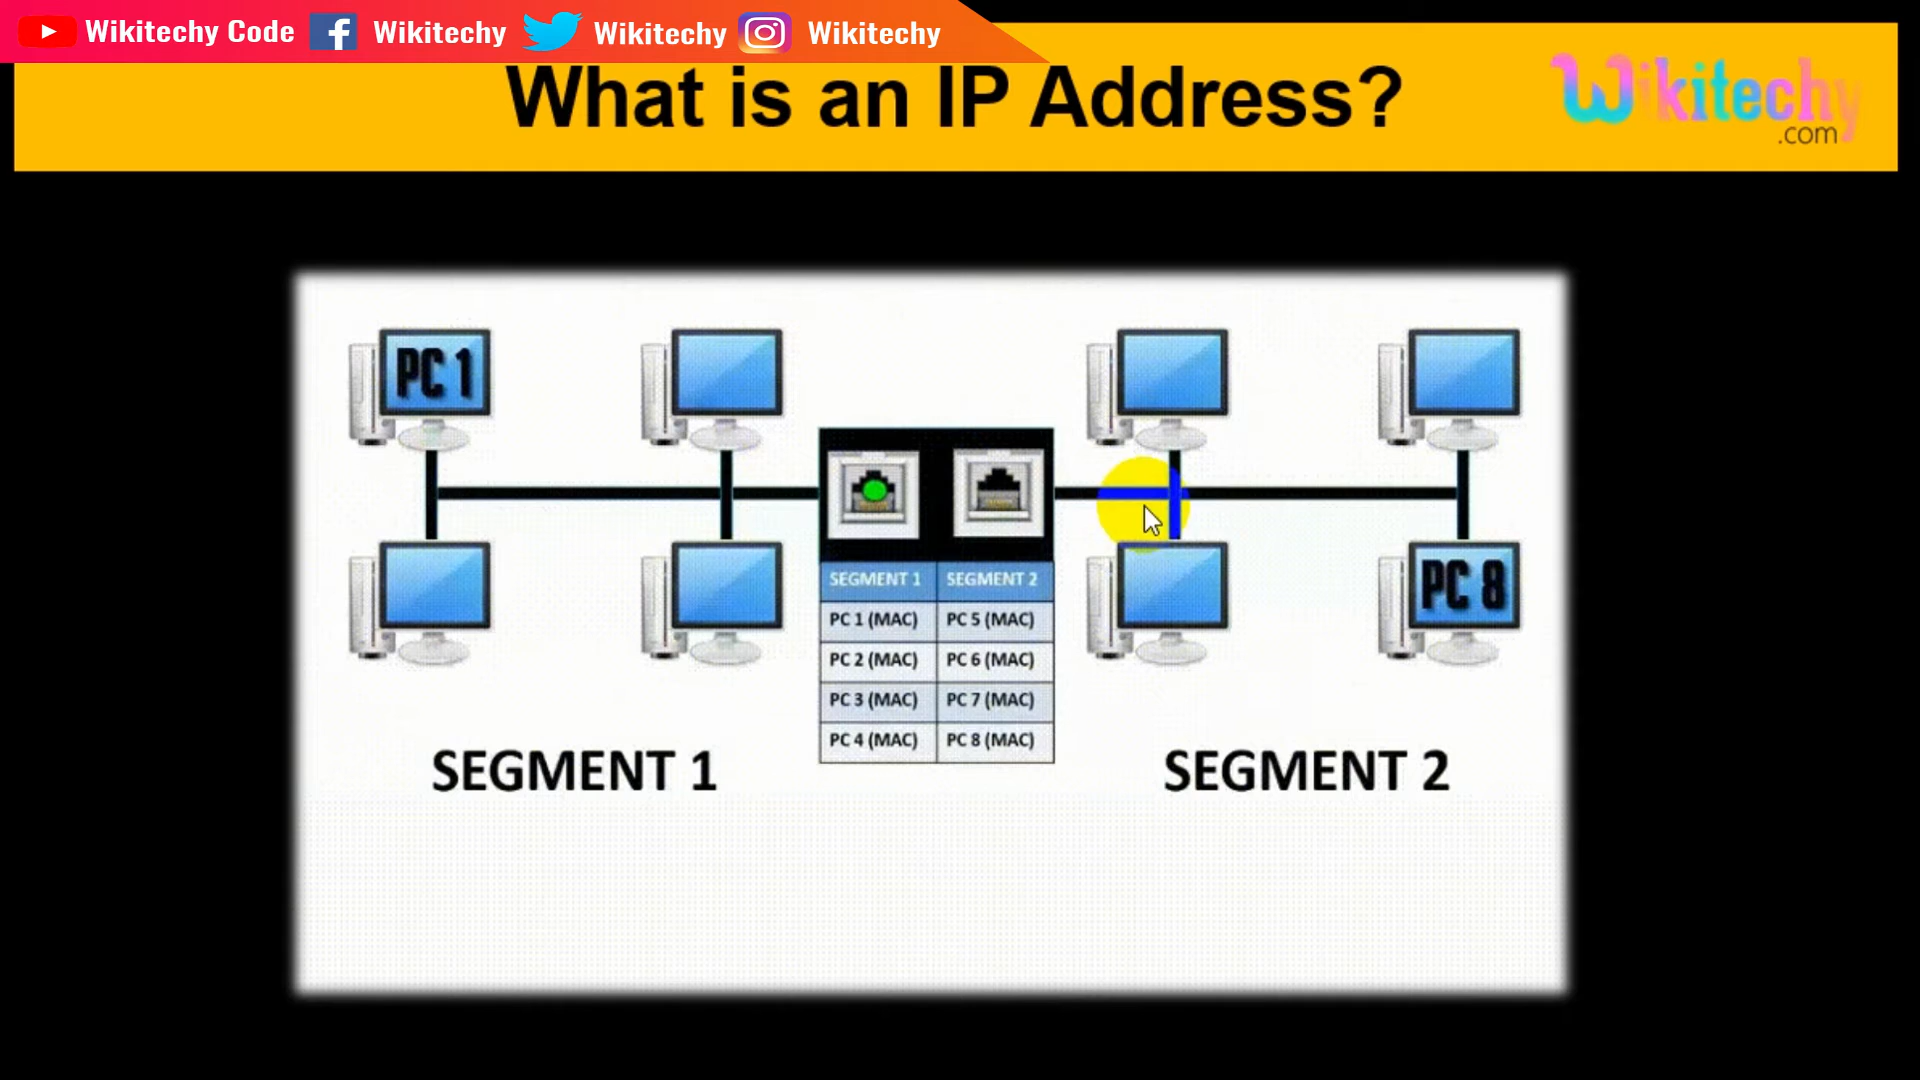 Wikitechy Code Wikitechy Wikitechy Wikitechy
What is an IP Address?
Wikitechy
.com
PC 1
PC 8
SEGMENT 1 SEGMENT 2
PC 1 (MAC) PC 5 (MAC)
PC 2 (MAC) PC 6 (MAC)
PC 3 (MAC) PC 7 (MAC)
PC 4 (MAC) PC 8 (MAC)
SEGMENT 1
SEGMENT 2